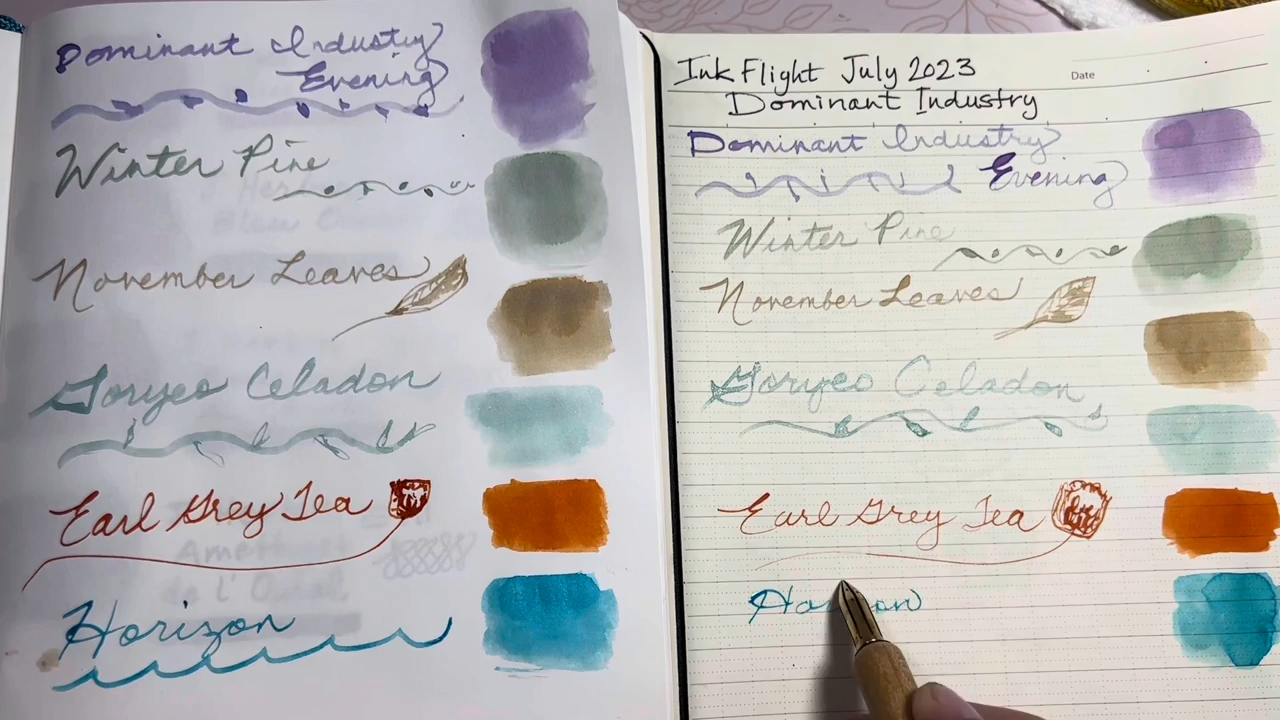 Dominant Industry
Evening
Winter Pine
November Leaves
Goryeo Celadon
Earl Grey Tea
Horizon
Ink Flight July 2023
Date
Dominant Industry
Dominant Industry
Evening
Winter Pine
November Leaves
Goryeo Celadon
Earl Grey Tea
Horizon